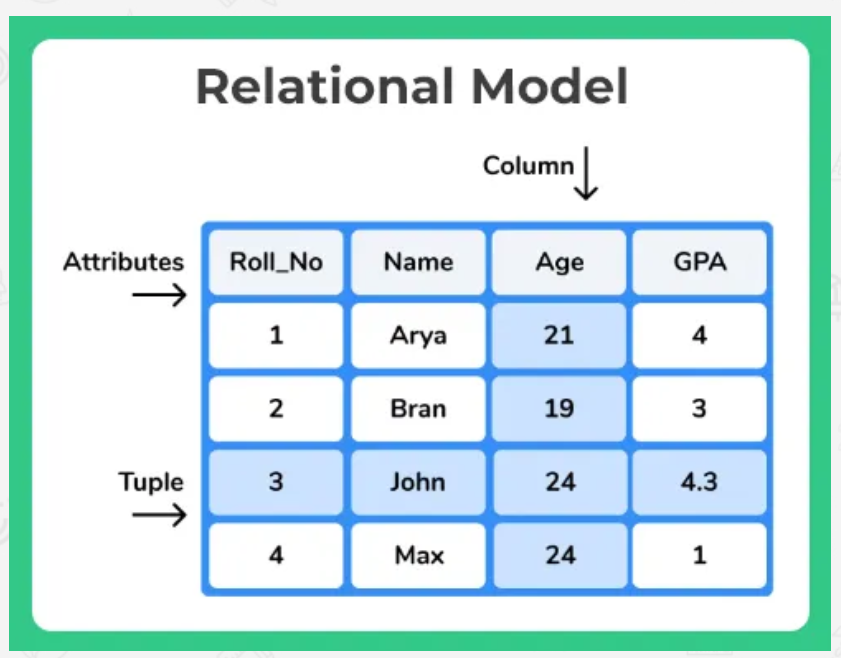 Relational Model
Column
Attributes
Roll_No Name Age GPA
1 Arya 21 4
2 Bran 19 3
Tuple
3 John 24 4.3
4 Max 24 1